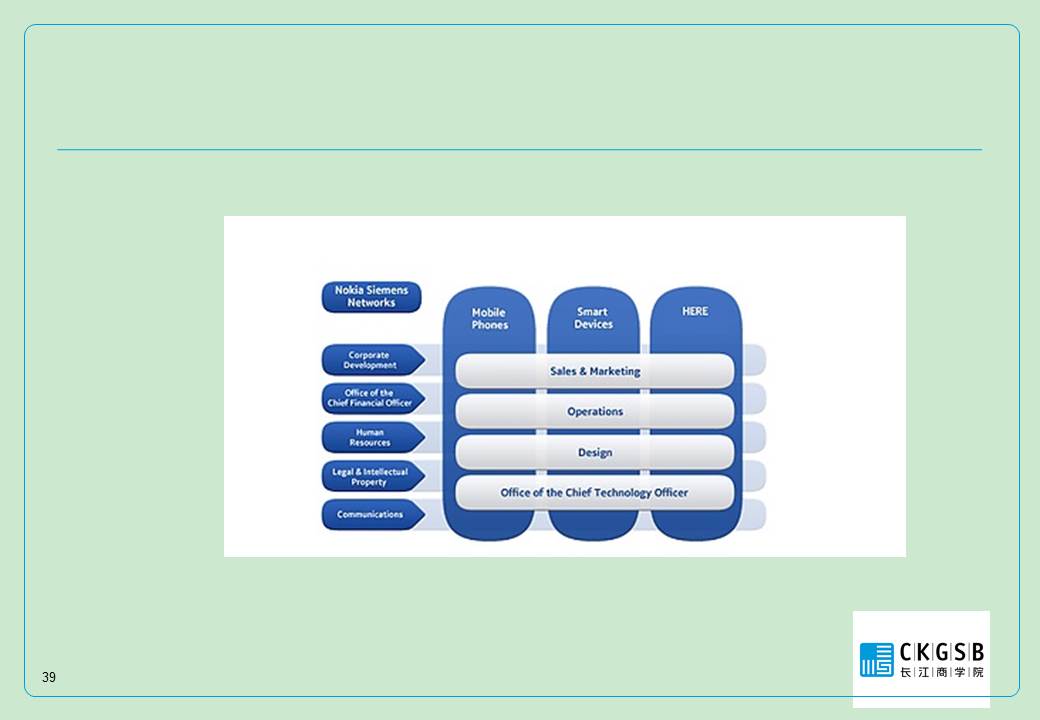 Nokia Siemens
Networks
Mobile
Phones
Smart
Devices
HERE
Corporate
Development
Office of the
Chief Financial Officer
Human
Resources
Legal & Intellectual
Property
Communications
Sales & Marketing
Operations
Design
Office of the Chief Technology Officer
39
CKGSB
长江商学院